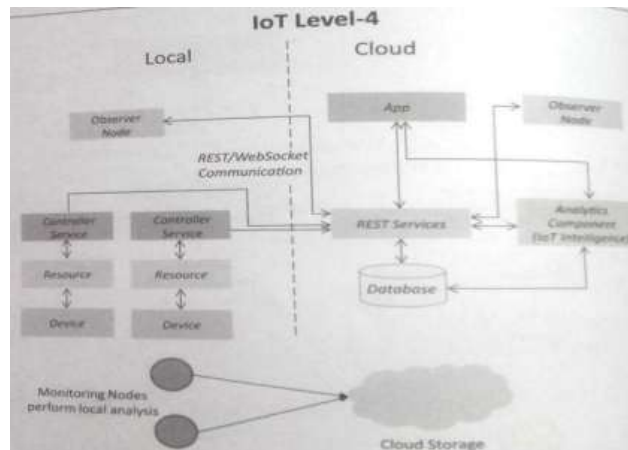 IoT Level-4
Local
Cloud
Observer
Node
App
Observer
Node
REST/WebSocket
Communication
Controller
Service
Controller
Service
REST Services
Analytics
Component
(IoT Intelligence)
Resource
Resource
Database
Device
Device
Monitoring Nodes
perform local analysis
Cloud Storage